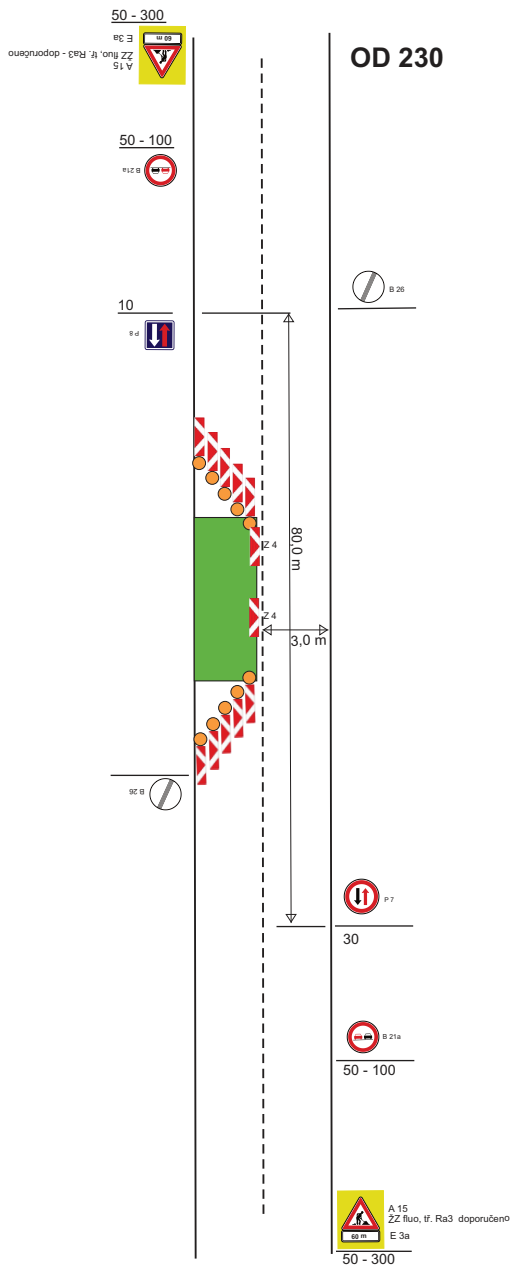 50 - 300
OD 230
60 m
E 3a
ŽZ fluo, tř. Ra3 - doporučeno
A 15
50 - 100
B 21a
B 26
10
P 8
Z 4
80,0 m
Z 4
3,0 m
B 26
P 7
30
B 21a
50 - 100
A 15
ŽZ fluo, tř. Ra3 doporučeno
60 m
E 3a
50 - 300